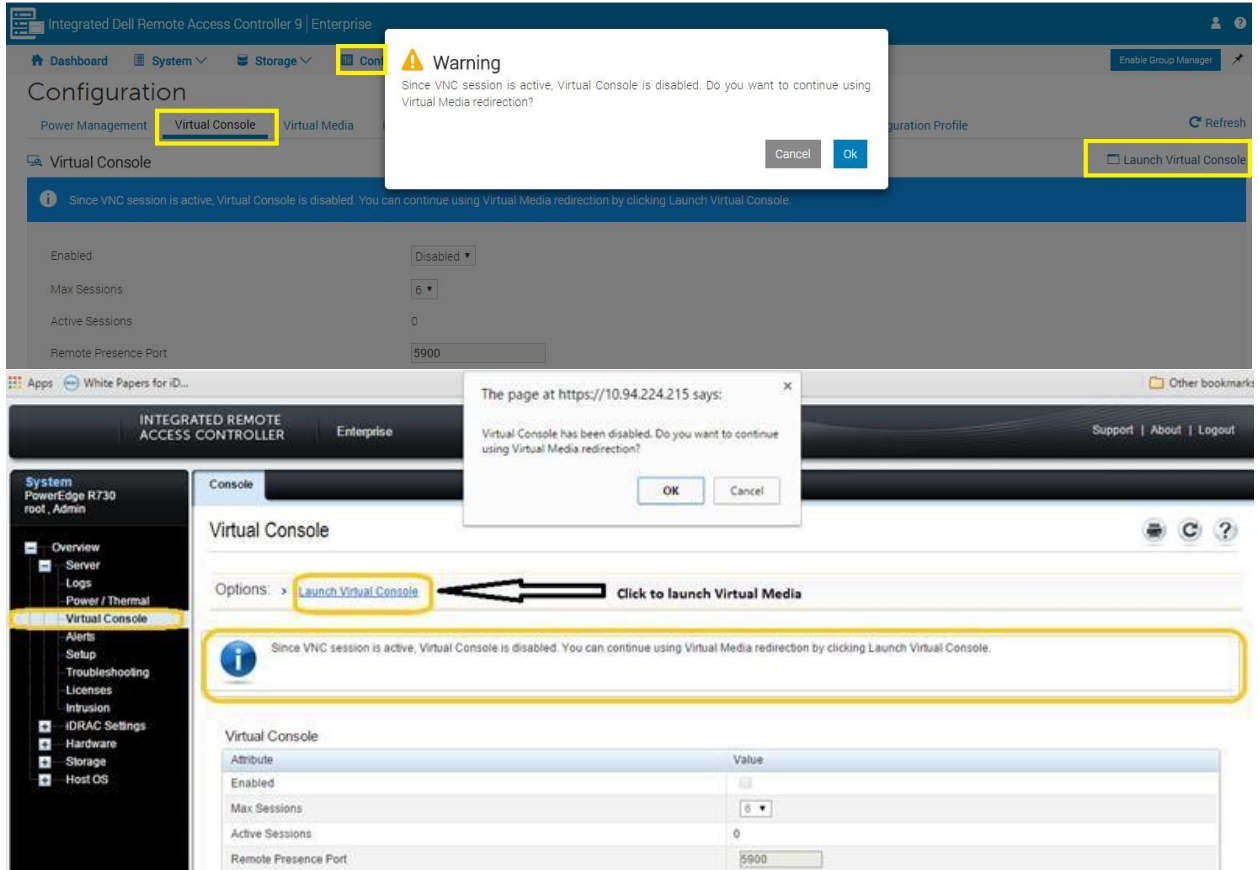 Integrated Dell Remote Access Controller 9 | Enterprise
Dashboard System Storage Conf Enable Group Manager
Warning
Since VNC session is active, Virtual Console is disabled. Do you want to continue using
Virtual Media redirection?
Cancel Ok
Configuration
Power Management Virtual Console Virtual Media guration Profile Refresh
Virtual Console Launch Virtual Console
Since VNC session is active, Virtual Console is disabled. You can continue using Virtual Media redirection by clicking Launch Virtual Console.
Enabled Disabled
Max Sessions 6
Active Sessions 0
Remote Presence Port 5900
Apps White Papers for iD... Other bookmarks
The page at https://10.94.224.215 says:
Virtual Console has been disabled. Do you want to continue
using Virtual Media redirection?
OK Cancel
INTEGRATED REMOTE
ACCESS CONTROLLER Enterprise Support | About | Logout
System
PowerEdge R730
root , Admin
Overview
Server
Logs
Power / Thermal
Virtual Console
Alerts
Setup
Troubleshooting
Licenses
Intrusion
iDRAC Settings
Hardware
Storage
Host OS
Console
Virtual Console
Options: Launch Virtual Console Click to launch Virtual Media
Since VNC session is active, Virtual Console is disabled. You can continue using Virtual Media redirection by clicking Launch Virtual Console.
Virtual Console
Attribute Value
Enabled
Max Sessions 6
Active Sessions 0
Remote Presence Port 5900